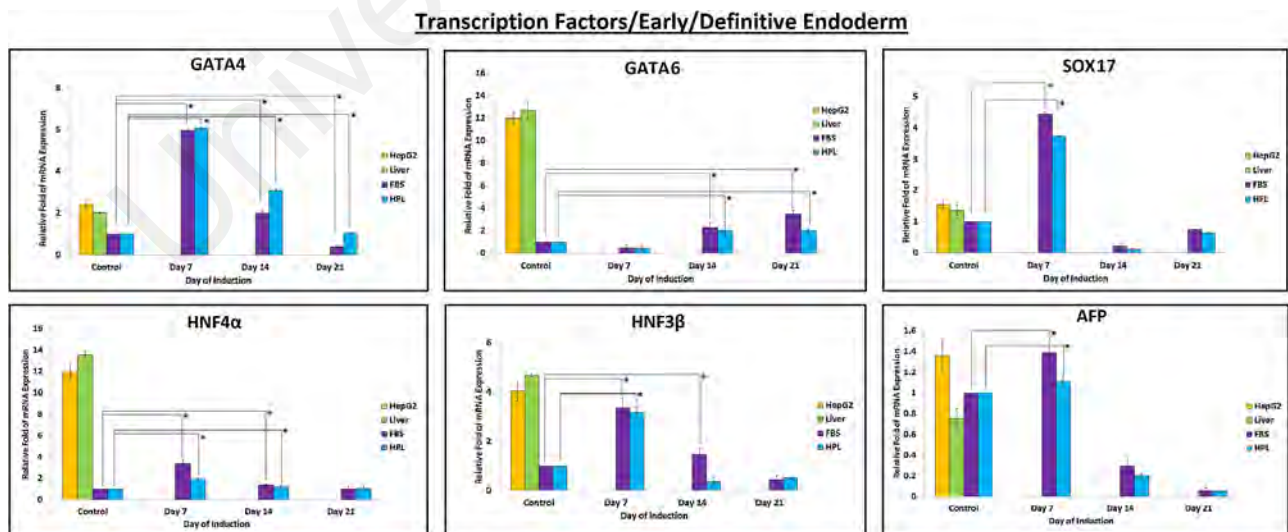 Transcription Factors/Early/Definitive Endoderm
GATA4
Relative Fold of mRNA Expression
8
6
4
2
0
Control Day 7 Day 14 Day 21
Day of Induction
HepG2
Liver
FBS
HPL
GATA6
Relative Fold of mRNA Expression
16
14
12
10
8
6
4
2
0
Control Day 7 Day 14 Day 21
Day of Induction
HepG2
Liver
FBS
HPL
SOX17
Relative Fold of mRNA Expression
5
4
3
2
1
0
Control Day 7 Day 14 Day 21
Day of Induction
HepG2
Liver
FBS
HPL
HNF4α
Relative Fold of mRNA Expression
16
14
12
10
8
6
4
2
0
Control Day 7 Day 14 Day 21
Day of Induction
HepG2
Liver
FBS
HPL
HNF3β
Relative Fold of mRNA Expression
6
4
2
0
Control Day 7 Day 14 Day 21
Day of Induction
HepG2
Liver
FBS
HPL
AFP
Relative Fold of mRNA Expression
1.6
1.4
1.2
1
0.8
0.6
0.4
0.2
0
Control Day 7 Day 14 Day 21
Day of Induction
HepG2
Liver
FBS
HPL